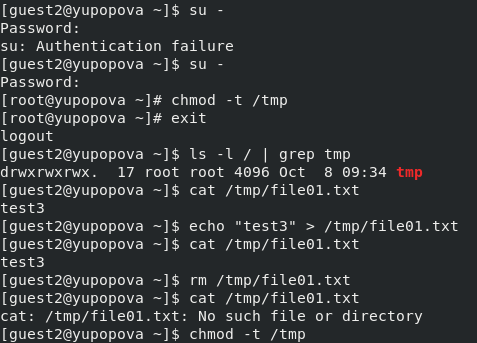 [guest2@yupopova ~]$ su -
Password:
su: Authentication failure
[guest2@yupopova ~]$ su -
Password:
[root@yupopova ~]# chmod -t /tmp
[root@yupopova ~]# exit
logout
[guest2@yupopova ~]$ ls -l / | grep tmp
drwxrwxrwx.  17 root root 4096 Oct  8 09:34 tmp
[guest2@yupopova ~]$ cat /tmp/file01.txt
test3
[guest2@yupopova ~]$ echo "test3" > /tmp/file01.txt
[guest2@yupopova ~]$ cat /tmp/file01.txt
test3
[guest2@yupopova ~]$ rm /tmp/file01.txt
[guest2@yupopova ~]$ cat /tmp/file01.txt
cat: /tmp/file01.txt: No such file or directory
[guest2@yupopova ~]$ chmod -t /tmp